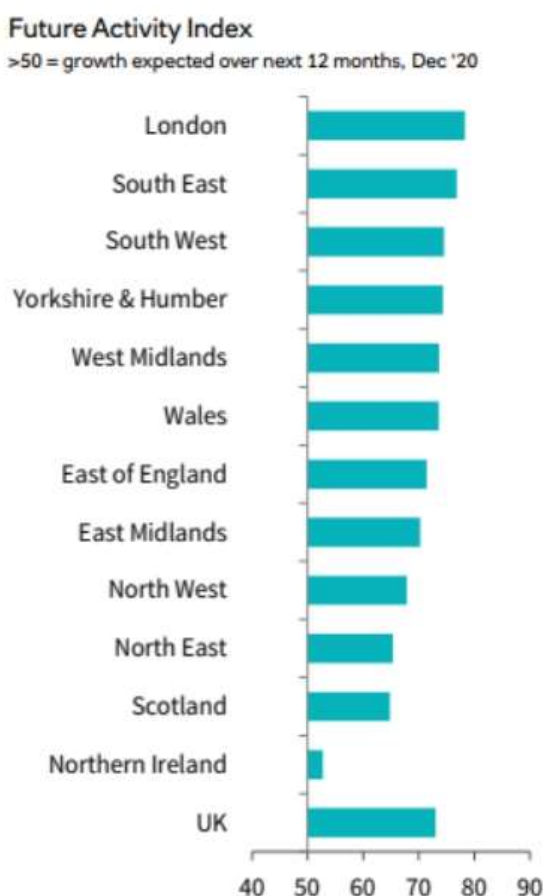 Future Activity Index
>50 = growth expected over next 12 months, Dec '20
London
South East
South West
Yorkshire & Humber
West Midlands
Wales
East of England
East Midlands
North West
North East
Scotland
Northern Ireland
UK
40 50 60 70 80 90